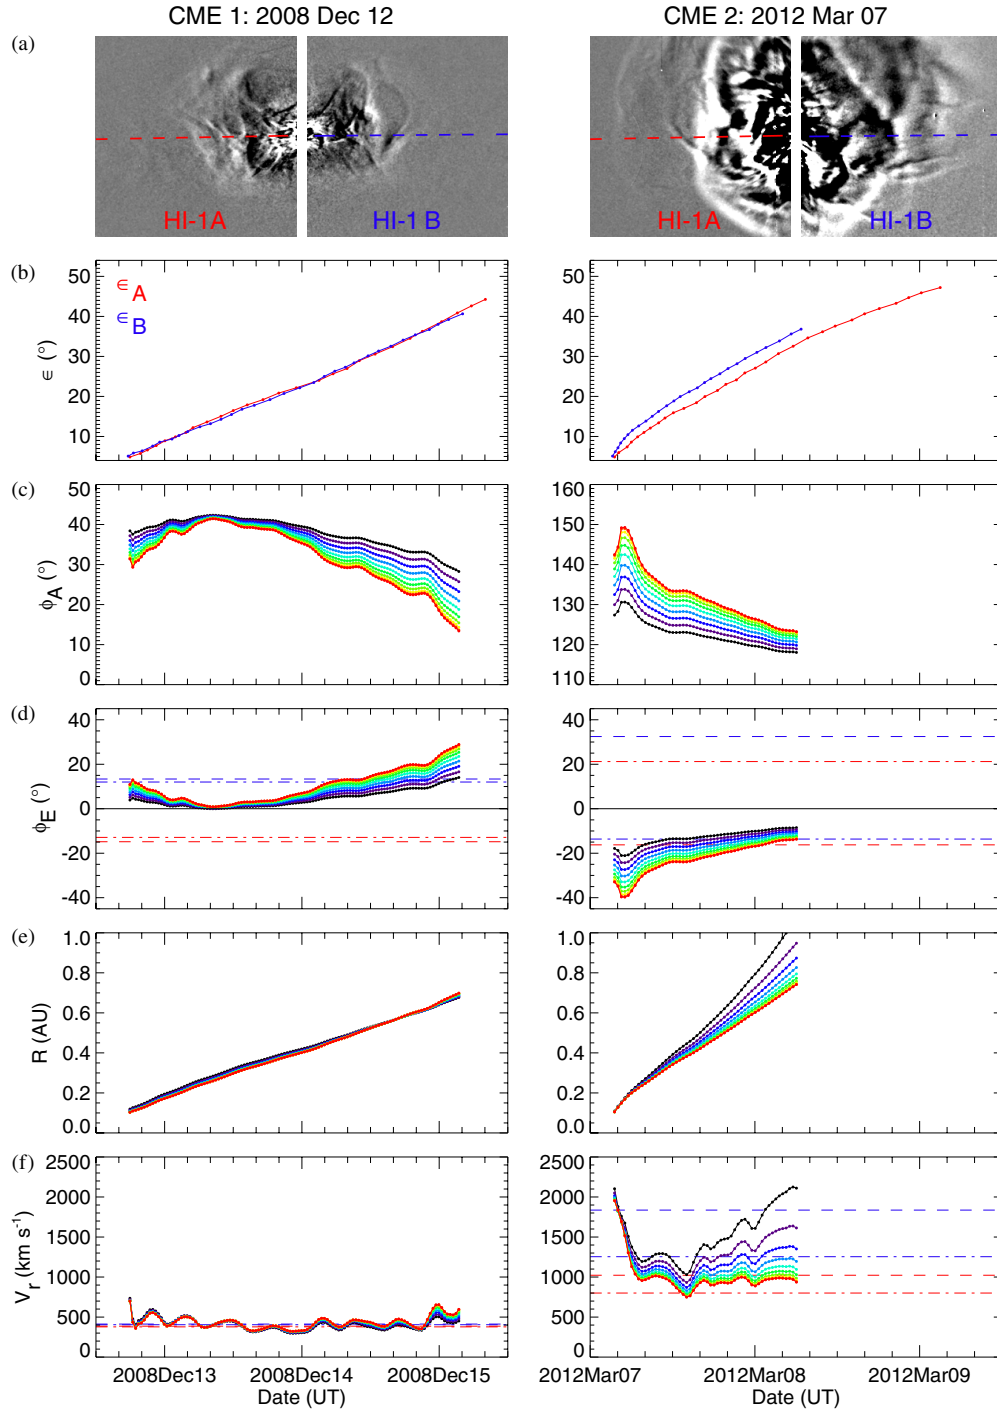 CME 1: 2008 Dec 12
CME 2: 2012 Mar 07
(a)
HI-1A
HI-1 B
HI-1A
HI-1B
(b)
50
40
30
20
10
ϵ (°)
ϵA
ϵB
50
40
30
20
10
(c)
50
40
30
20
10
0
ϕA (°)
160
150
140
130
120
110
(d)
40
20
0
-20
-40
ϕE (°)
40
20
0
-20
-40
(e)
1.0
0.8
0.6
0.4
0.2
0.0
R (AU)
1.0
0.8
0.6
0.4
0.2
0.0
(f)
2500
2000
1500
1000
500
0
Vr (km s⁻¹)
2500
2000
1500
1000
500
0
2008Dec13
2008Dec14
2008Dec15
Date (UT)
2012Mar07
2012Mar08
2012Mar09
Date (UT)